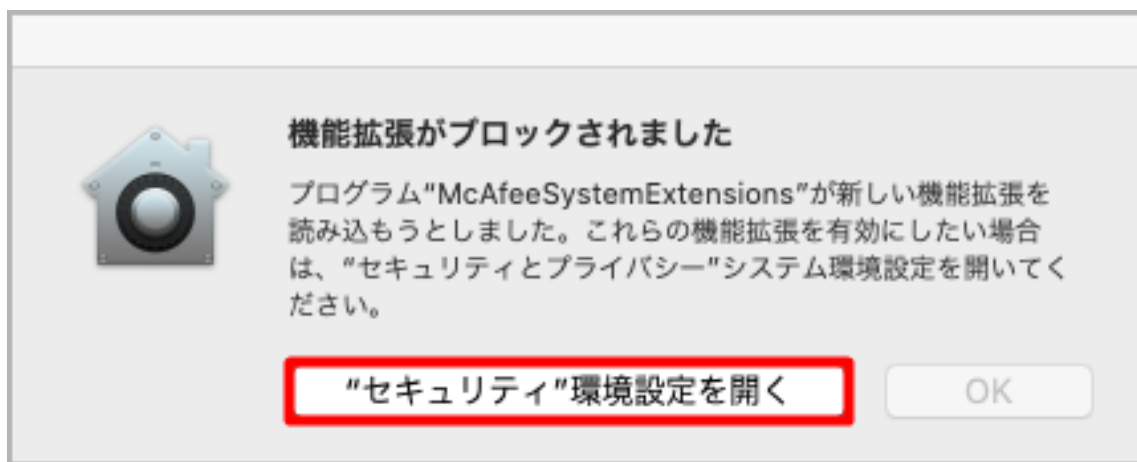 機能拡張がブロックされました
プログラム"McAfeeSystemExtensions"が新しい機能拡張を
読み込もうとしました。これらの機能拡張を有効にしたい場合
は、"セキュリティとプライバシー"システム環境設定を開いてく
ださい。
"セキュリティ"環境設定を開く
OK